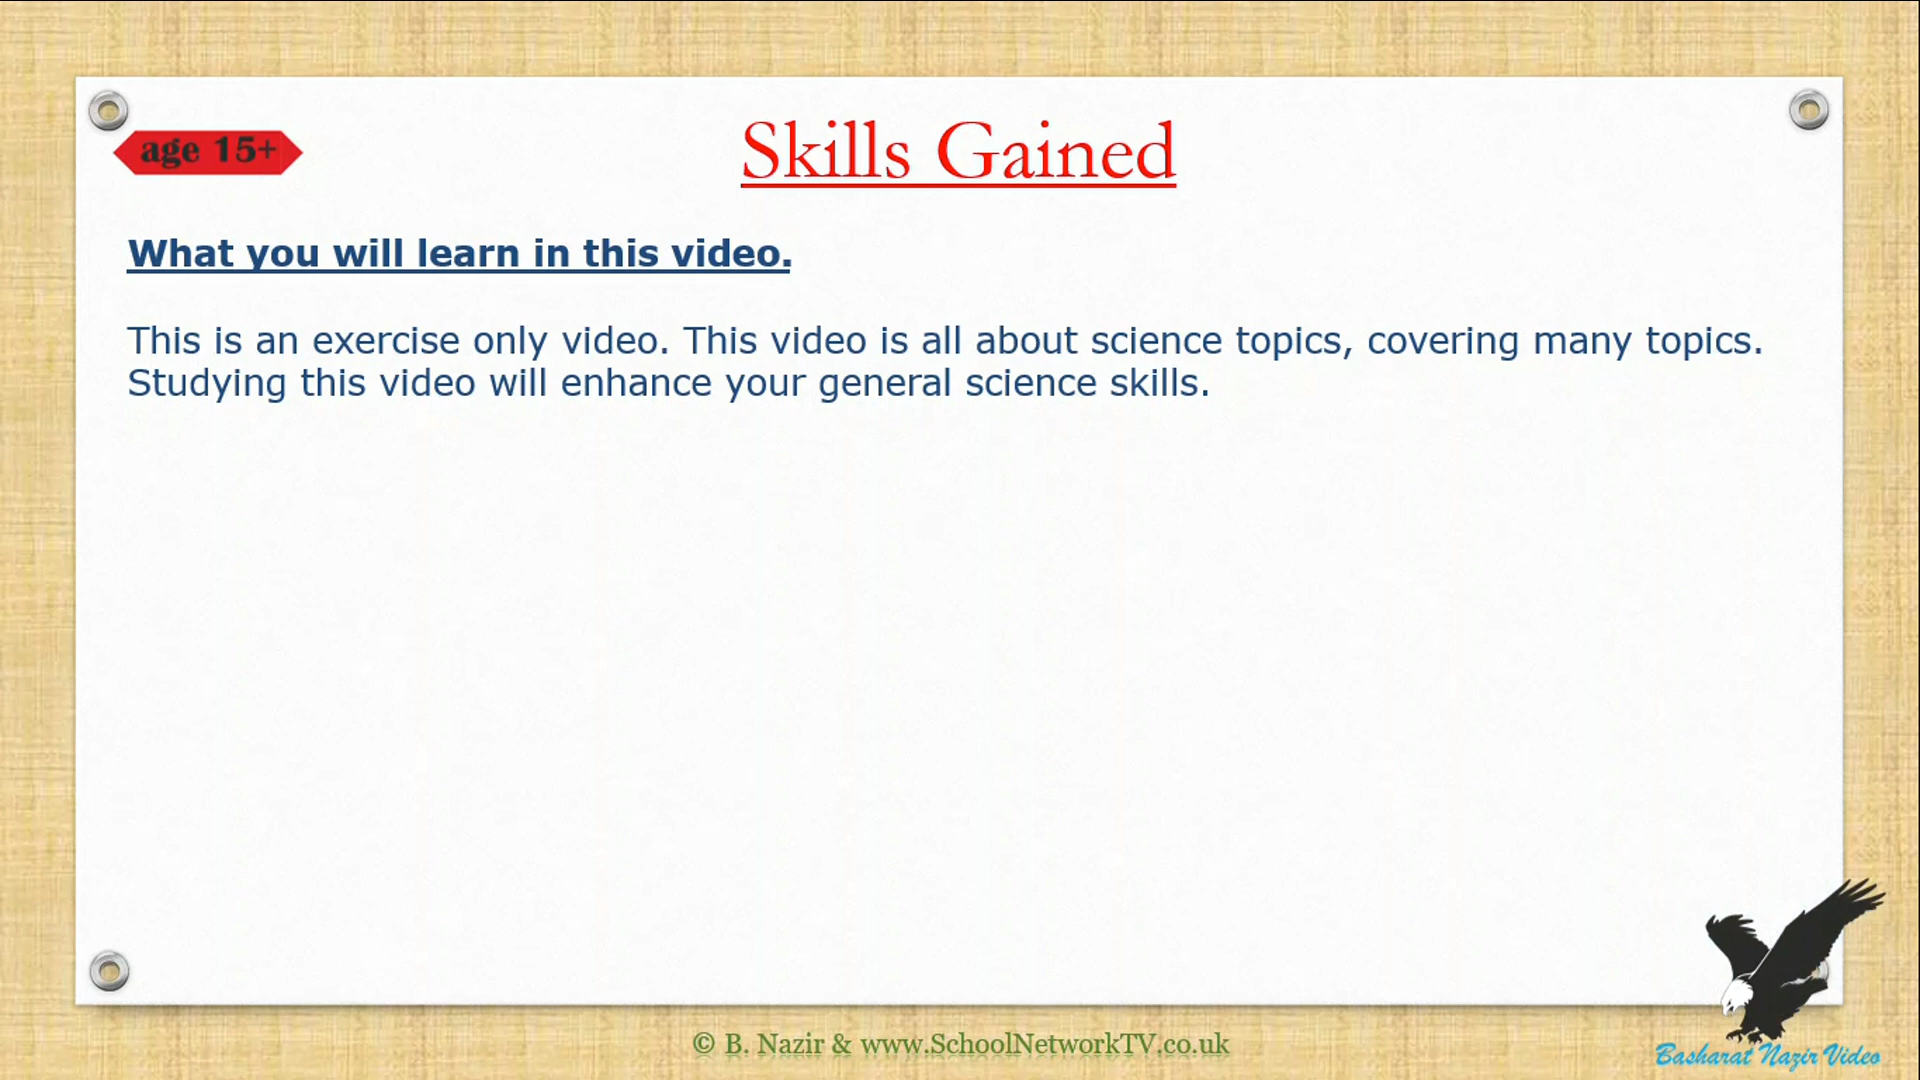 age 15+
Skills Gained
What you will learn in this video.
This is an exercise only video. This video is all about science topics, covering many topics.
Studying this video will enhance your general science skills.
© B. Nazir & www.SchoolNetworkTV.co.uk
Basharat Nazir Video